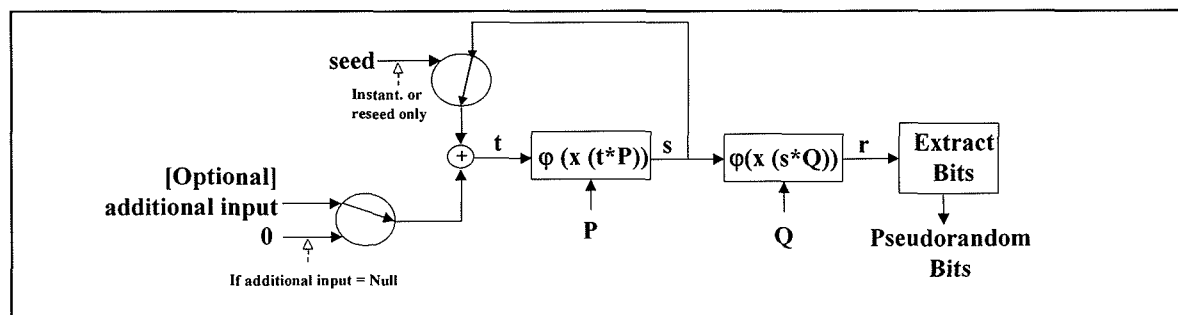 seed
Instant. or
reseed only
[Optional]
additional input
0
If additional input = Null
+
t
φ (x (t*P))
s
P
φ(x (s*Q))
r
Q
Extract
Bits
Pseudorandom
Bits